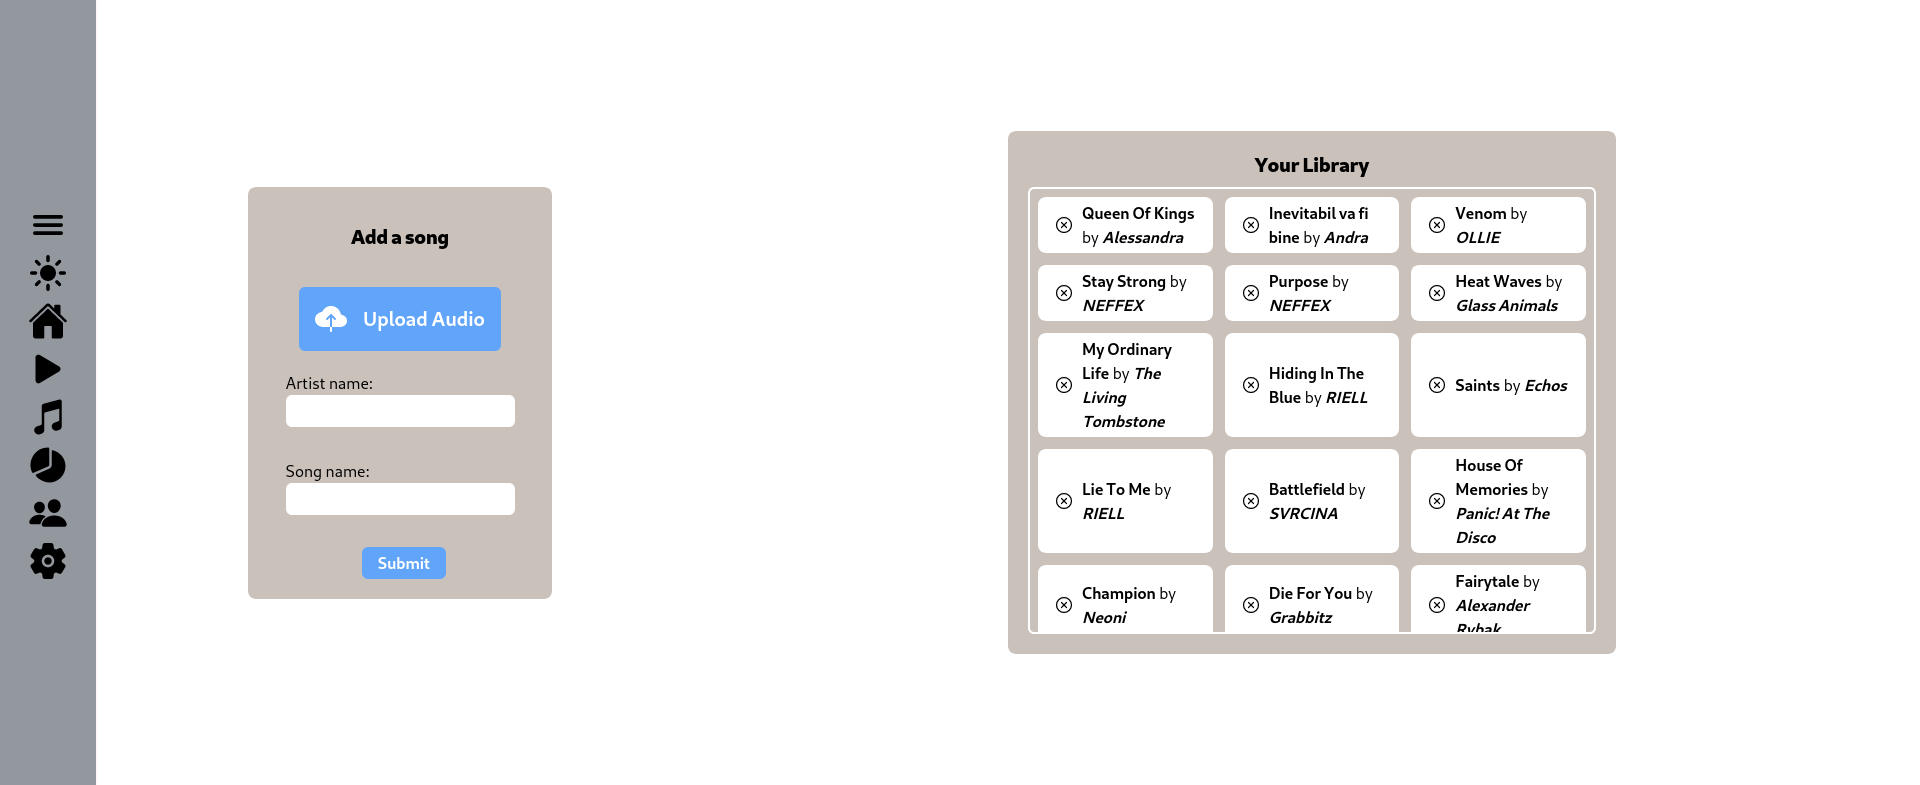 Add a song
Upload Audio
Artist name:
Song name:
Submit
Your Library
Queen Of Kings
by Alessandra
Inevitabil va fi
bine by Andra
Venom by
OLLIE
Stay Strong by
NEFFEX
Purpose by
NEFFEX
Heat Waves by
Glass Animals
My Ordinary
Life by The
Living
Tombstone
Hiding In The
Blue by RIELL
Saints by Echos
Lie To Me by
RIELL
Battlefield by
SVRCINA
House Of
Memories by
Panic! At The
Disco
Champion by
Neoni
Die For You by
Grabbitz
Fairytale by
Alexander
Rybak